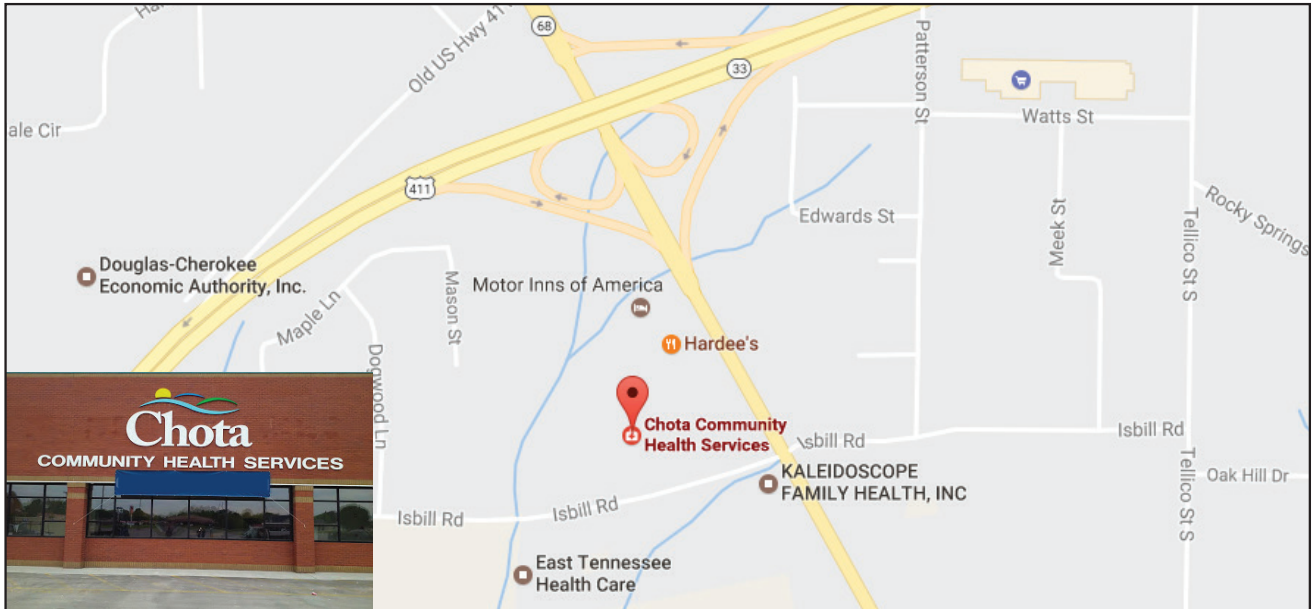 Old US Hwy 411
68
33
Patterson St
Watts St
ale Cir
411
Edwards St
Meek St
Tellico St S
Rocky Springs
Douglas-Cherokee
Economic Authority, Inc.
Maple Ln
Mason St
Motor Inns of America
Hardee's
Dogwood Ln
Chota
COMMUNITY HEALTH SERVICES
Chota Community
Health Services
Isbill Rd
Isbill Rd
KALEIDOSCOPE
FAMILY HEALTH, INC
Tellico St S
Oak Hill Dr
Isbill Rd
Isbill Rd
East Tennessee
Health Care